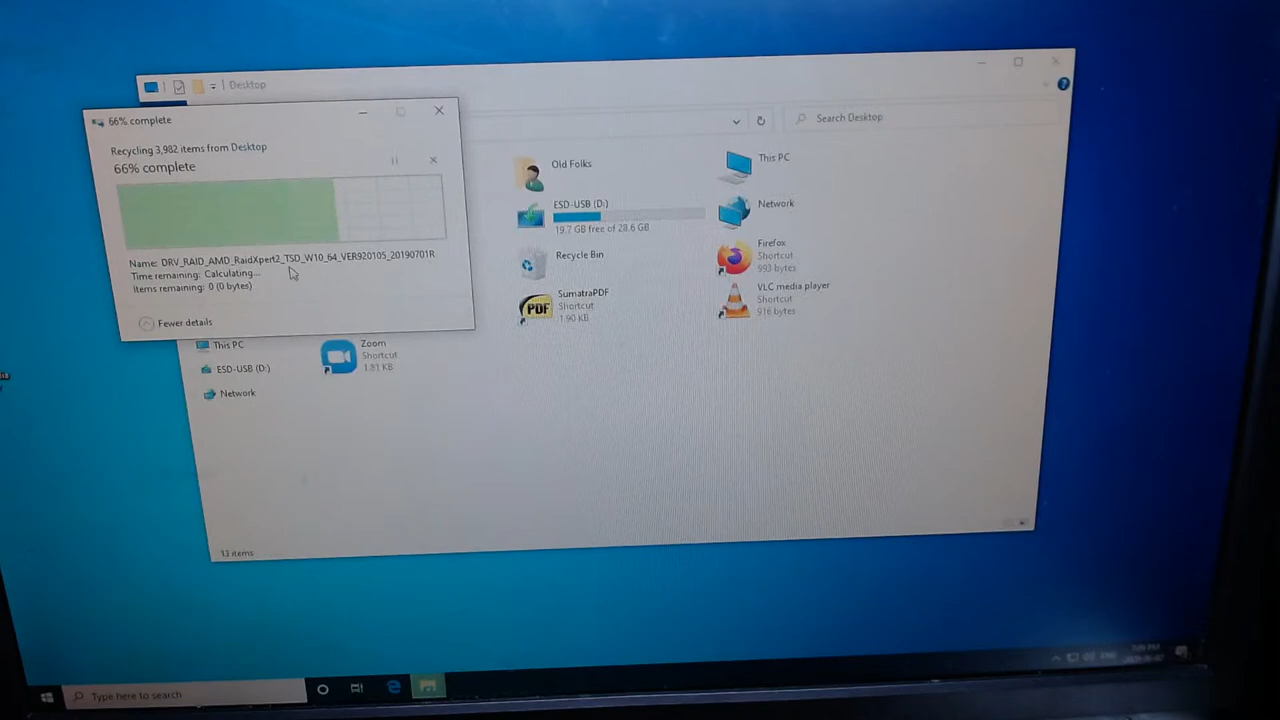 Desktop
66% complete
Recycling 3,982 items from Desktop
66% complete
Name: DRV_RAID_AMD_RaidXpert2_TSD_W10_64_VER920105_20190701R
Time remaining: Calculating...
Items remaining: 0 (0 bytes)
Fewer details
Search Desktop
Old Folks
This PC
ESD-USB (D:)
19.7 GB free of 28.6 GB
Network
Recycle Bin
Firefox
Shortcut
993 bytes
SumatraPDF
Shortcut
1.90 KB
VLC media player
Shortcut
916 bytes
This PC
ESD-USB (D:)
Network
Zoom
Shortcut
1.81 KB
13 items
Type here to search
ENG